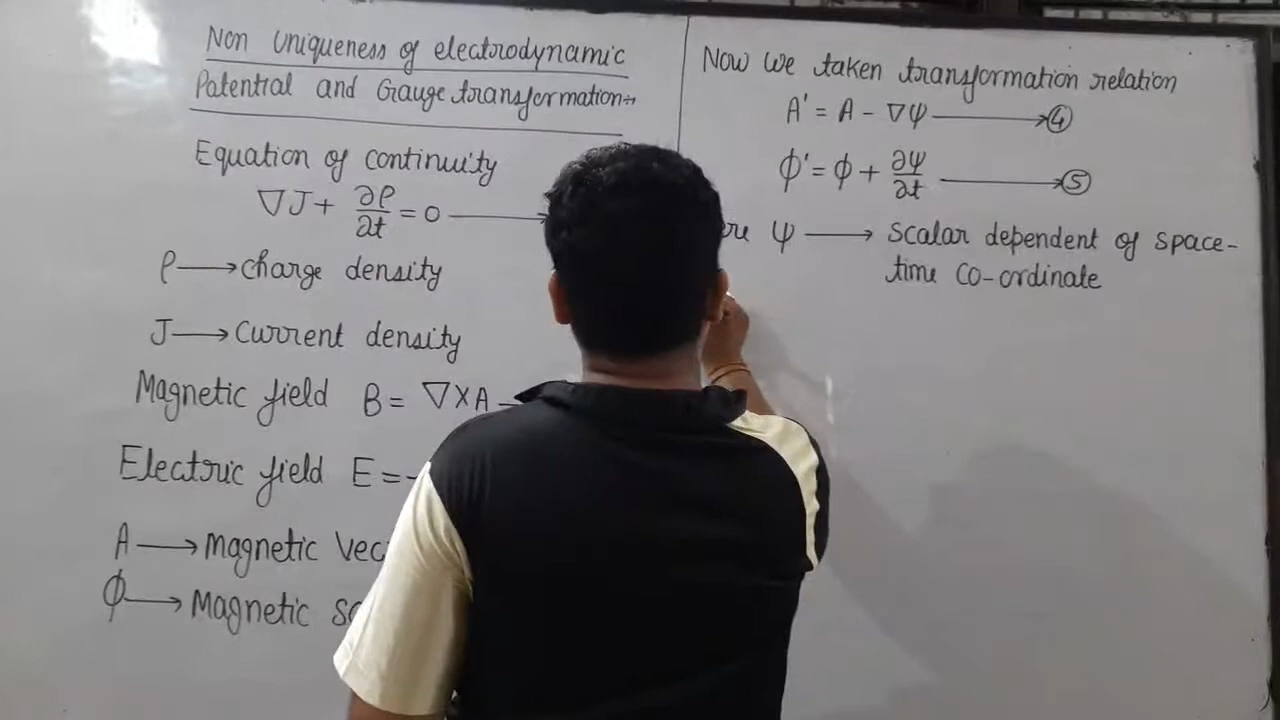 Non Uniqueness of electrodynamic
Potential and Gauge transformation:-
Equation of continuity
∇J + ∂ρ/∂t = 0
ρ → charge density
J → Current density
Magnetic field B = ∇XA
Electric field E = -
A → Magnetic Vec
ϕ → Magnetic
Now we taken transformation relation
A' = A - ∇ψ → ④
ϕ' = ϕ + ∂ψ/∂t → ⑤
ψ → Scalar dependent of space-
time co-ordinate